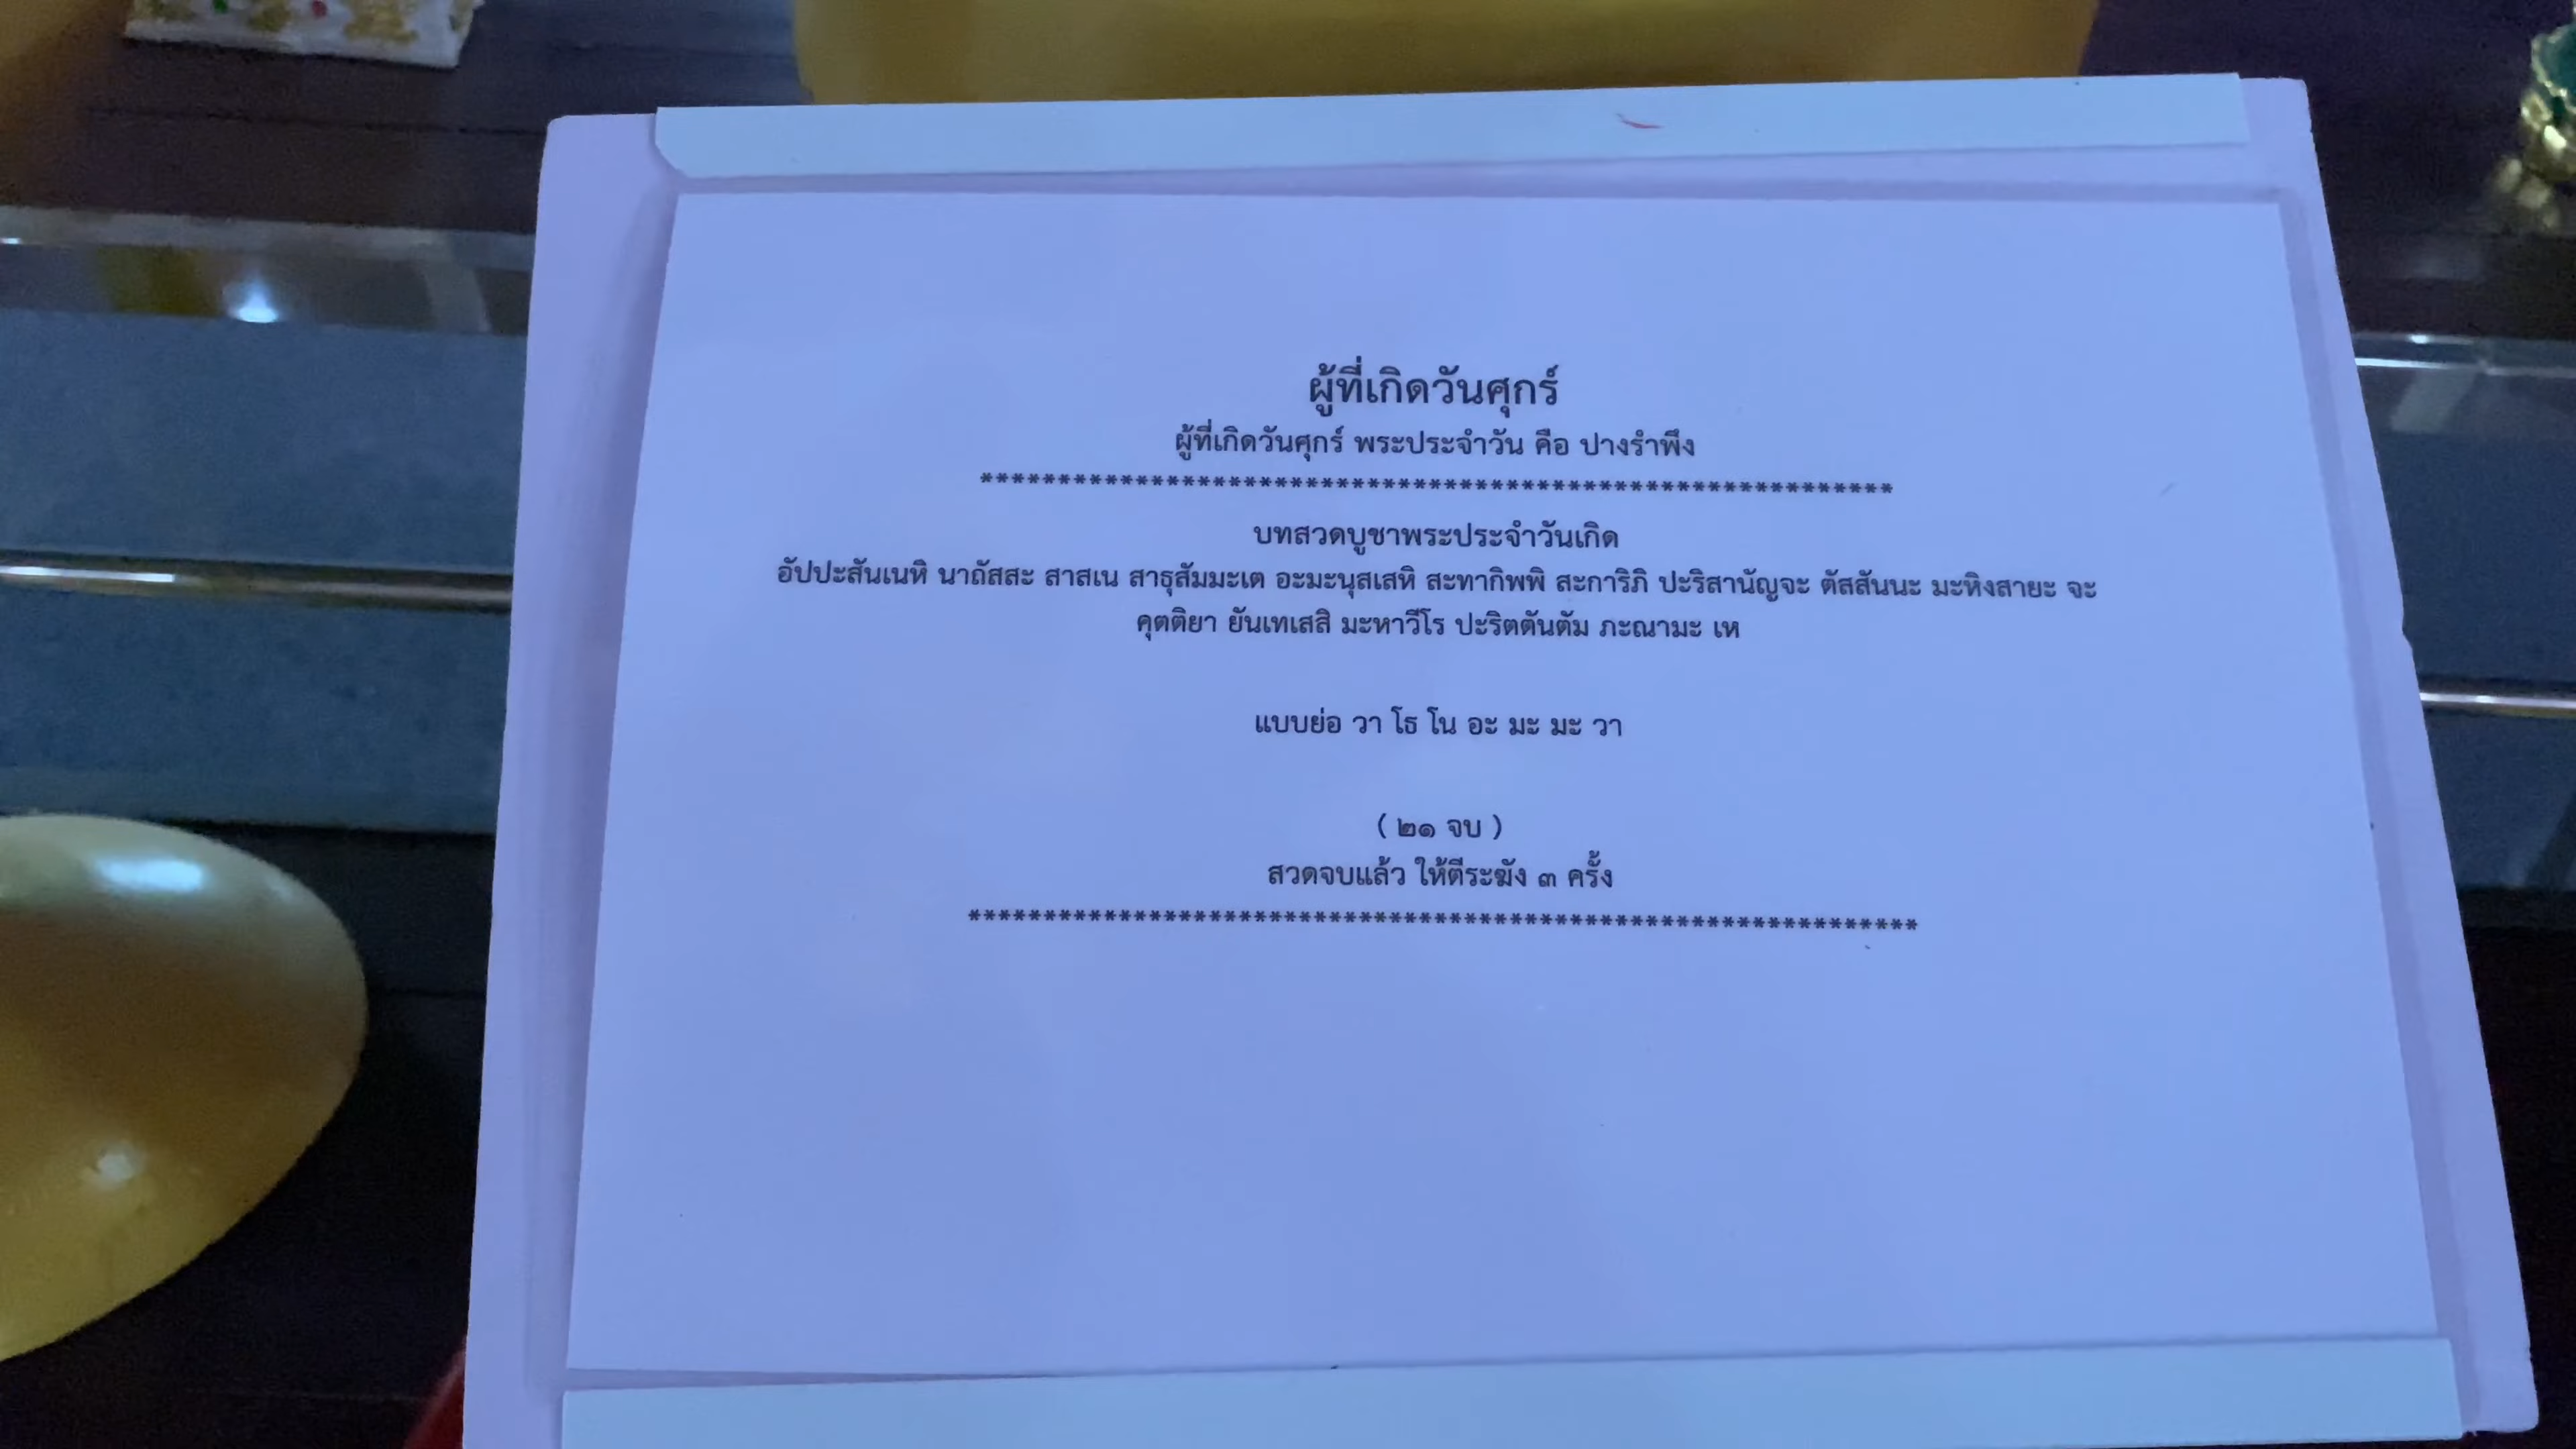 ผู้ที่เกิดวันศุกร์
ผู้ที่เกิดวันศุกร์ พระประจำวัน คือ ปางรำพึง
************************************************************
บทสวดบูชาพระประจำวันเกิด
อัปปะสันเนหิ นาถัสสะ สาสเน สาธุสัมมะเต อะมะนุสเสหิ สะทากิพพิ สะการิภิ ปะริสานัญจะ ตัสสันนะ มะหิงสายะ จะ
คุตติยา ยันเทเสสิ มะหาวีโร ปะริตตันตัม ภะณามะ เห
แบบย่อ วา โธ โน อะ มะ มะ วา
( ๒๑ จบ )
สวดจบแล้ว ให้ตีระฆัง ๓ ครั้ง
***************************************************************